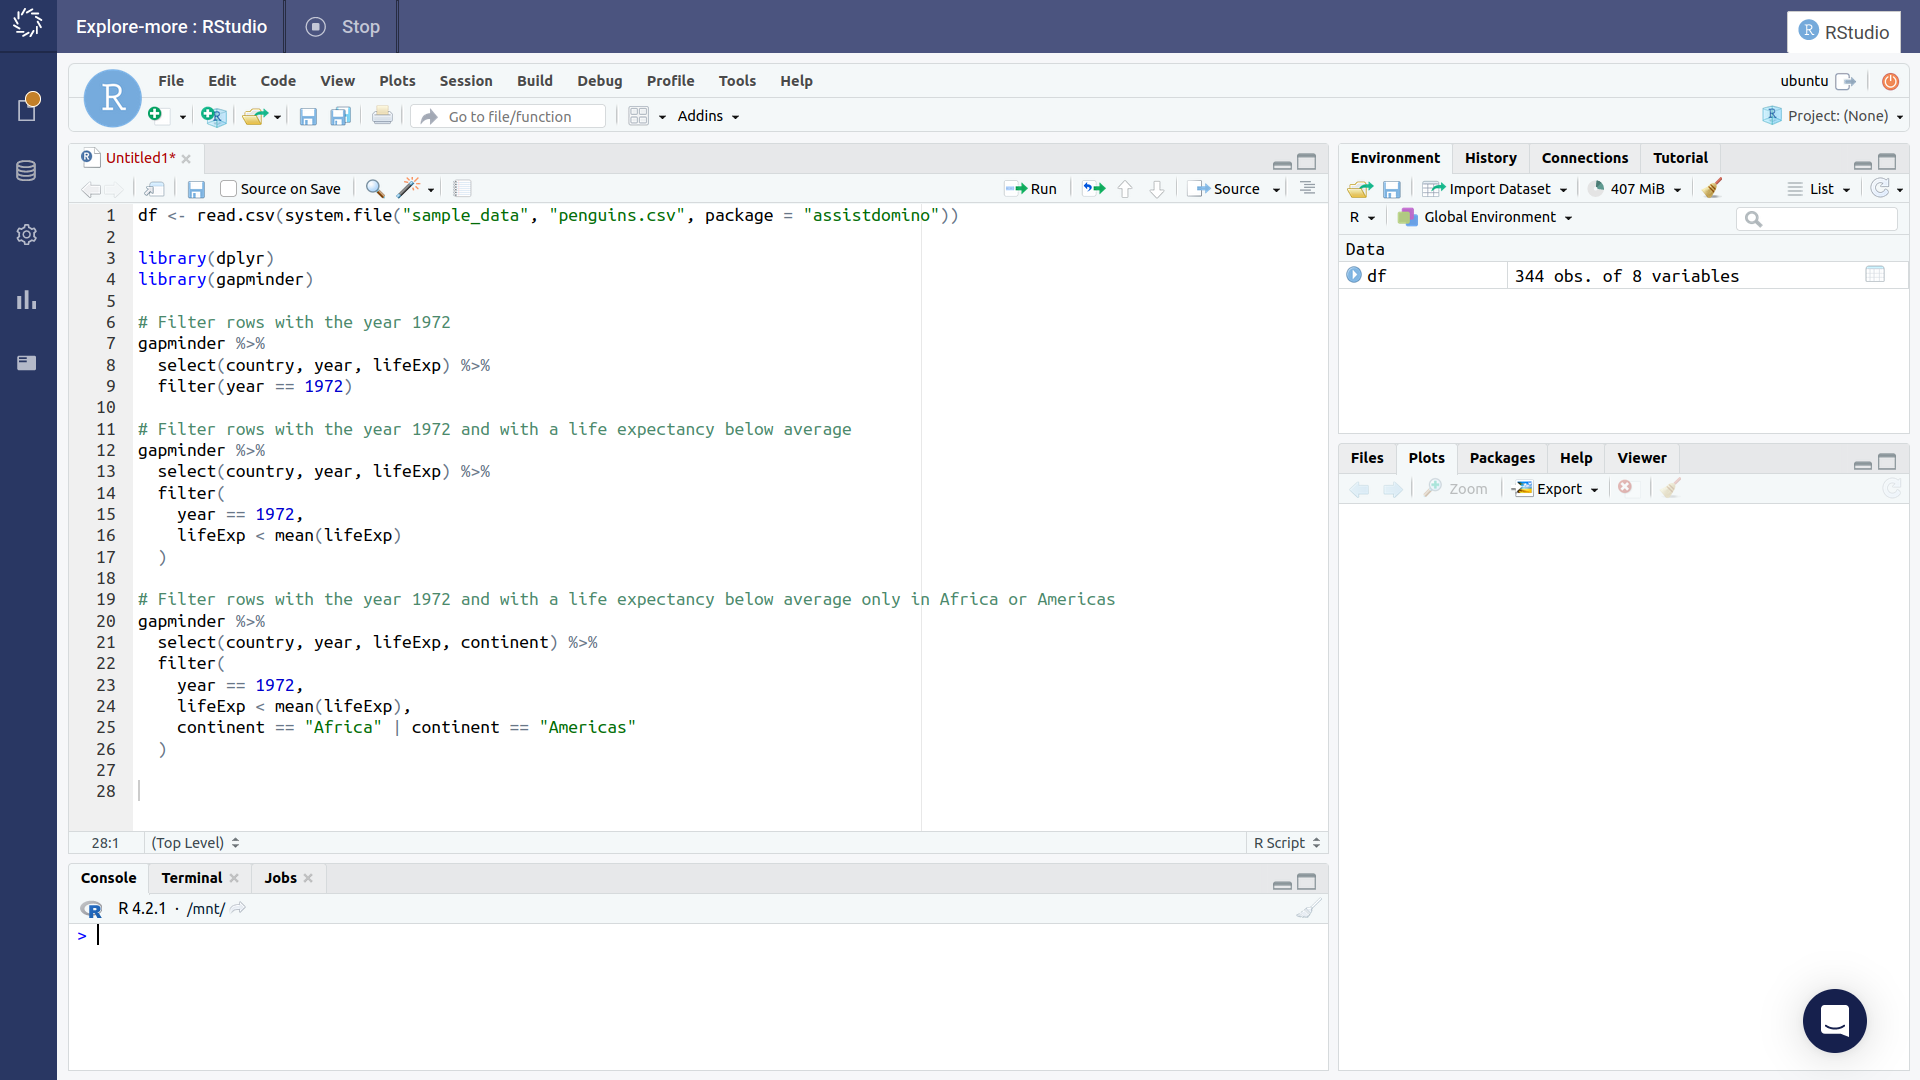 Explore-more : RStudio
Stop
RStudio
File Edit Code View Plots Session Build Debug Profile Tools Help
ubuntu
Go to file/function
Addins
Project: (None)
Untitled1*
Source on Save
Run
Source
1 df <- read.csv(system.file("sample_data", "penguins.csv", package = "assistdomino"))
2
3 library(dplyr)
4 library(gapminder)
5
6 # Filter rows with the year 1972
7 gapminder %>%
8 select(country, year, lifeExp) %>%
9 filter(year == 1972)
10
11 # Filter rows with the year 1972 and with a life expectancy below average
12 gapminder %>%
13 select(country, year, lifeExp) %>%
14 filter(
15 year == 1972,
16 lifeExp < mean(lifeExp)
17 )
18
19 # Filter rows with the year 1972 and with a life expectancy below average only in Africa or Americas
20 gapminder %>%
21 select(country, year, lifeExp, continent) %>%
22 filter(
23 year == 1972,
24 lifeExp < mean(lifeExp),
25 continent == "Africa" | continent == "Americas"
26 )
27
28
28:1 (Top Level) R Script
Console Terminal Jobs
R 4.2.1 · /mnt/
>
Environment History Connections Tutorial
Import Dataset 407 MiB List
R Global Environment
Data
df 344 obs. of 8 variables
Files Plots Packages Help Viewer
Zoom Export